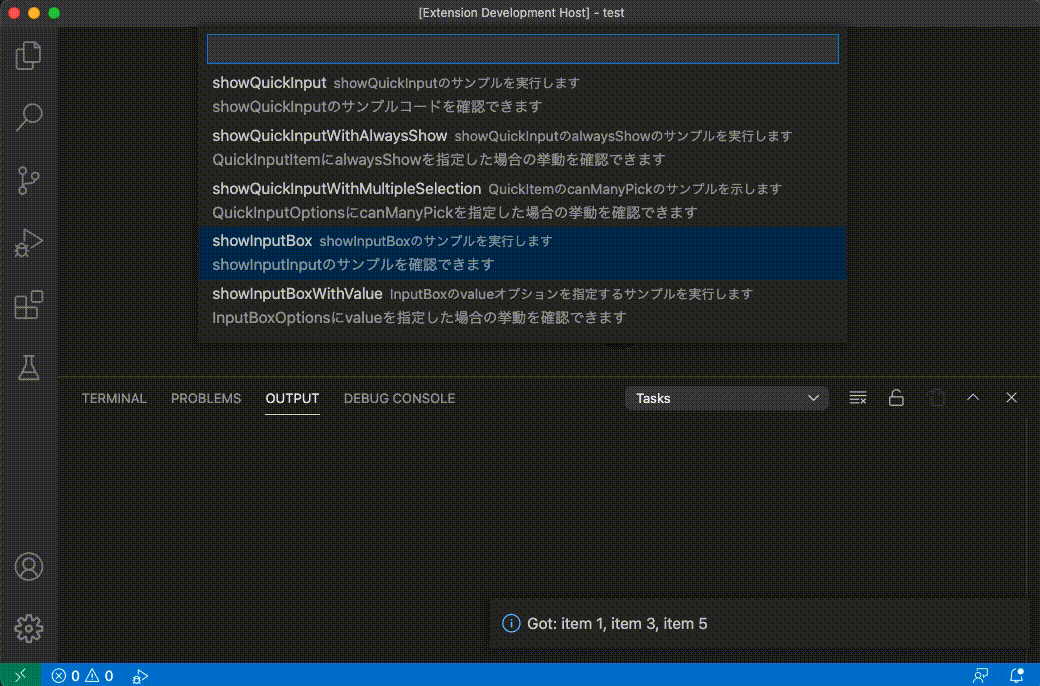 [Extension Development Host] - test
showQuickInput showQuickInputのサンプルを実行します
showQuickInputのサンプルコードを確認できます
showQuickInputWithAlwaysShow showQuickInputのalwaysShowのサンプルを実行します
QuickInputItemにalwaysShowを指定した場合の挙動を確認できます
showQuickInputWithMultipleSelection QuickItemのcanManyPickのサンプルを示します
QuickInputOptionsにcanManyPickを指定した場合の挙動を確認できます
showInputBox showInputBoxのサンプルを実行します
showInputInputのサンプルを確認できます
showInputBoxWithValue InputBoxのvalueオプションを指定するサンプルを実行します
InputBoxOptionsにvalueを指定した場合の挙動を確認できます
TERMINAL PROBLEMS OUTPUT DEBUG CONSOLE Tasks
Got: item 1, item 3, item 5
0 0